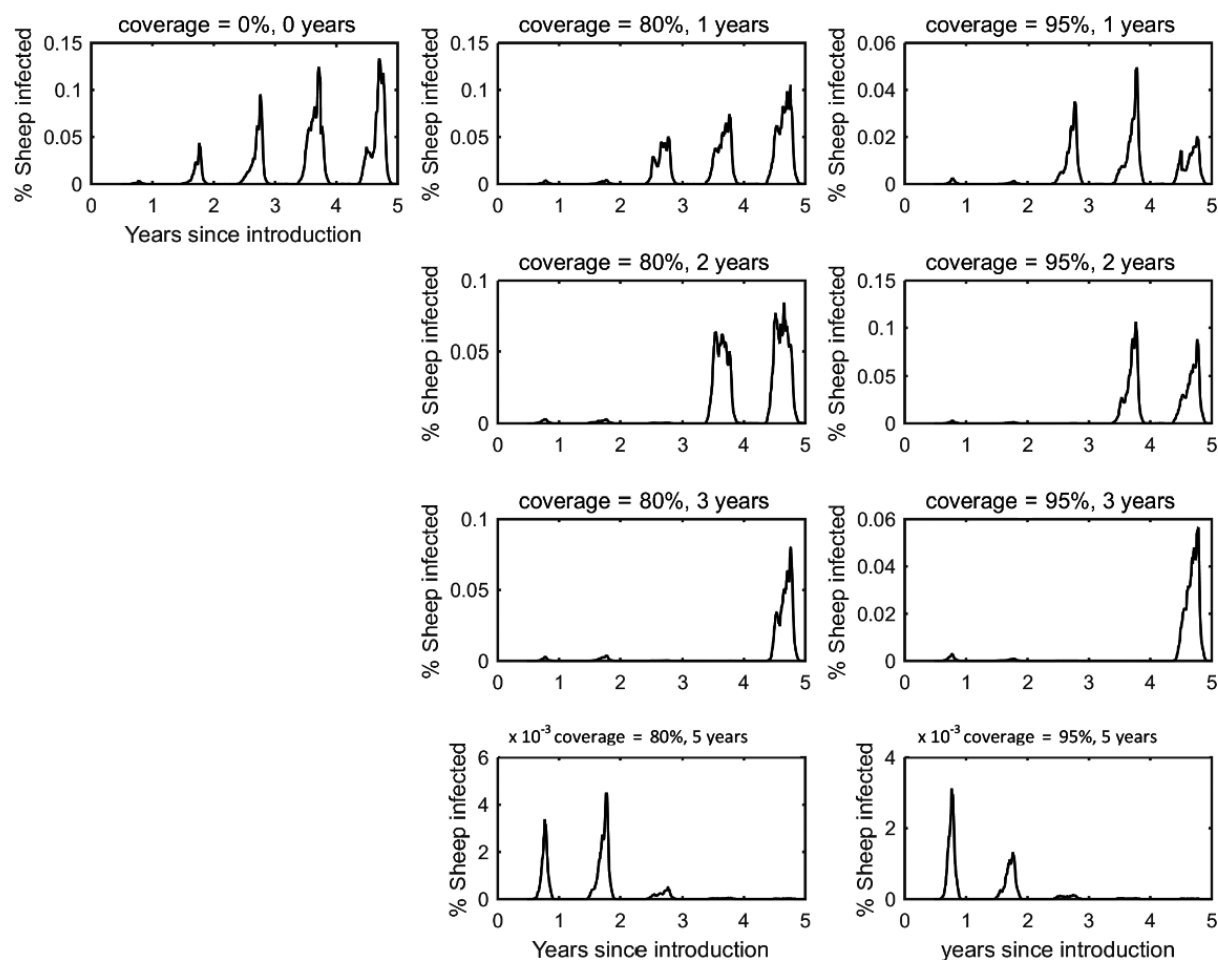 coverage = 0%, 0 years
% Sheep infected
0.15
0.1
0.05
0
0 1 2 3 4 5
Years since introduction
coverage = 80%, 1 years
% Sheep infected
0.15
0.1
0.05
0
0 1 2 3 4 5
coverage = 95%, 1 years
% Sheep infected
0.06
0.04
0.02
0
0 1 2 3 4 5
coverage = 80%, 2 years
% Sheep infected
0.1
0.05
0
0 1 2 3 4 5
coverage = 95%, 2 years
% Sheep infected
0.15
0.1
0.05
0
0 1 2 3 4 5
coverage = 80%, 3 years
% Sheep infected
0.1
0.05
0
0 1 2 3 4 5
coverage = 95%, 3 years
% Sheep infected
0.06
0.04
0.02
0
0 1 2 3 4 5
x 10⁻³ coverage = 80%, 5 years
% Sheep infected
6
4
2
0
0 1 2 3 4 5
Years since introduction
x 10⁻³ coverage = 95%, 5 years
% Sheep infected
4
2
0
0 1 2 3 4 5
years since introduction